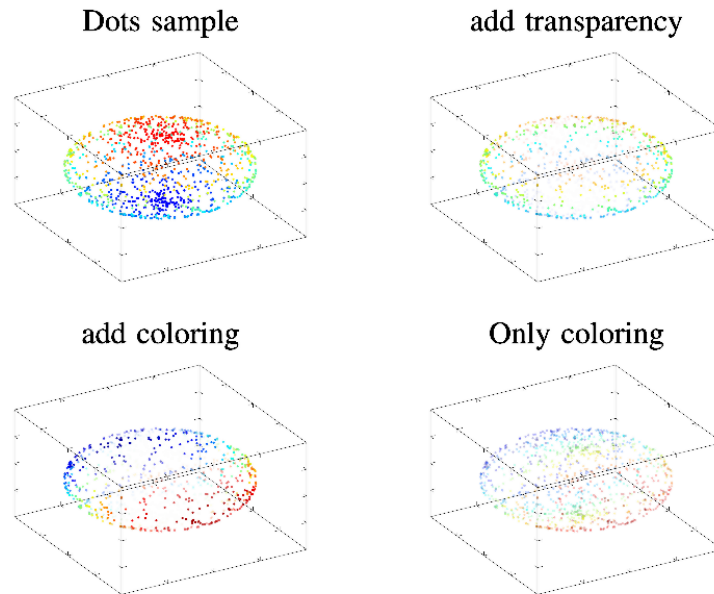 Dots sample
add transparency
add coloring
Only coloring